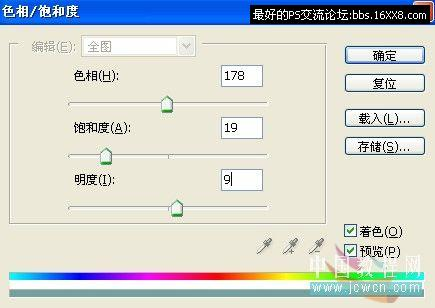 色相/饱和度
最好的PS交流论坛:bbs.16XX8.com
编辑(E): 全图
确定
色相(H): 178
复位
载入(L)...
饱和度(A): 19
存储(S)...
明度(I): 9
着色(O)
预览(P)
中国教程网
www.jcwcn.com